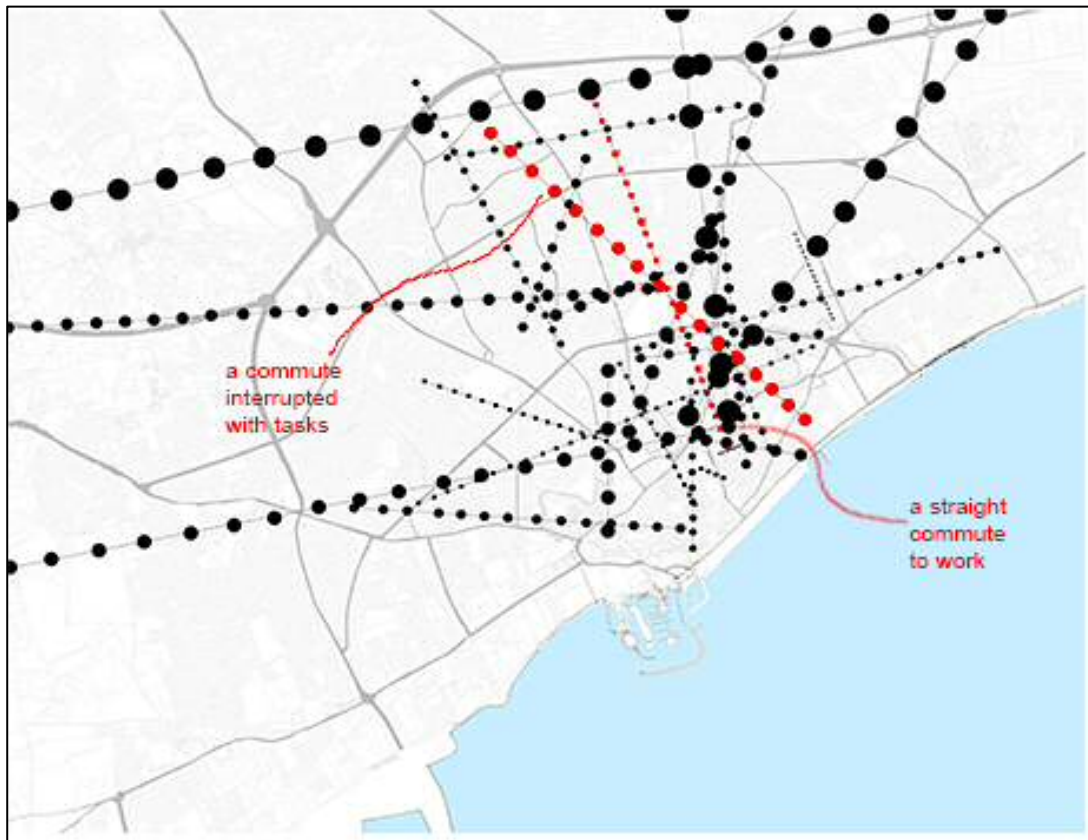 a commute
interrupted
with tasks
a straight
commute
to work